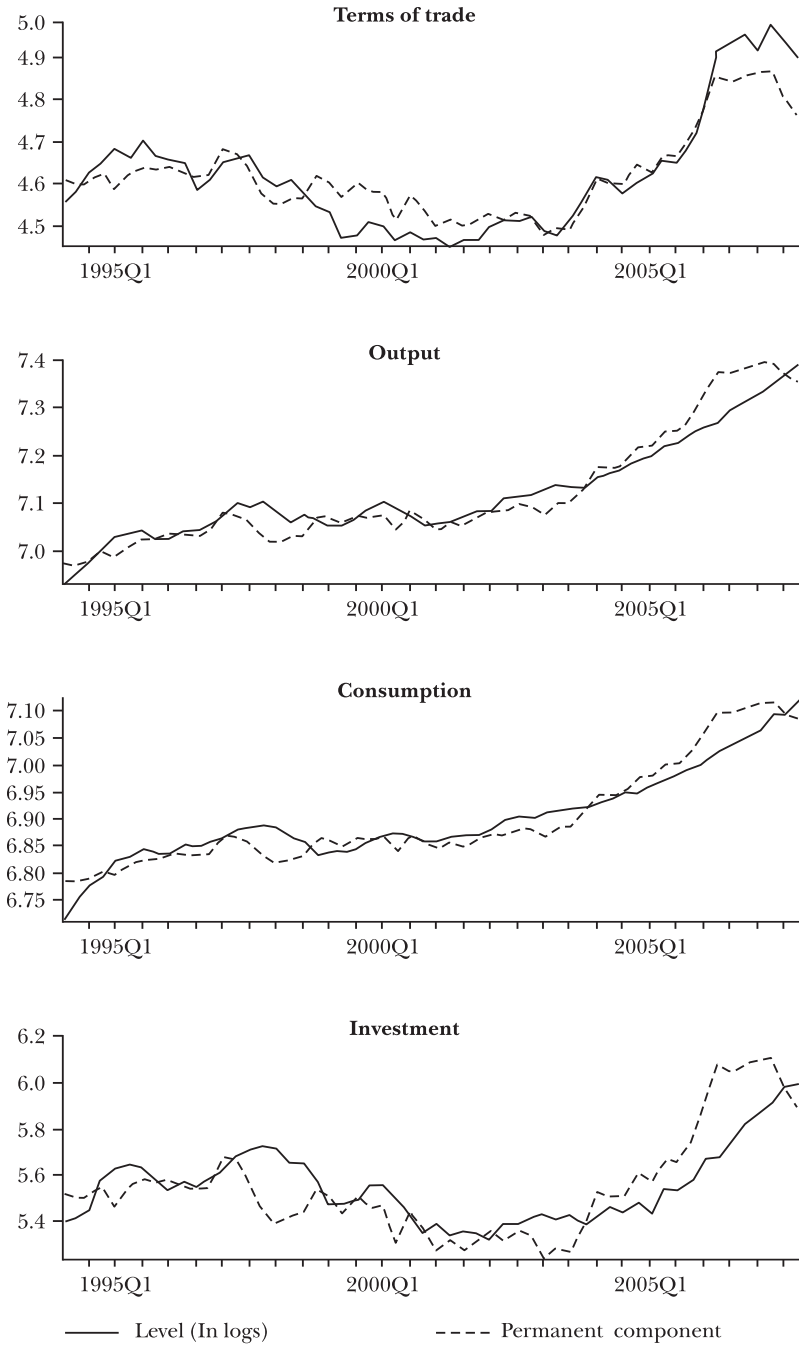 Terms of trade
5.0
4.9
4.8
4.7
4.6
4.5
1995Q1 2000Q1 2005Q1
Output
7.4
7.3
7.2
7.1
7.0
1995Q1 2000Q1 2005Q1
Consumption
7.10
7.05
7.00
6.95
6.90
6.85
6.80
6.75
1995Q1 2000Q1 2005Q1
Investment
6.2
6.0
5.8
5.6
5.4
1995Q1 2000Q1 2005Q1
Level (In logs) Permanent component